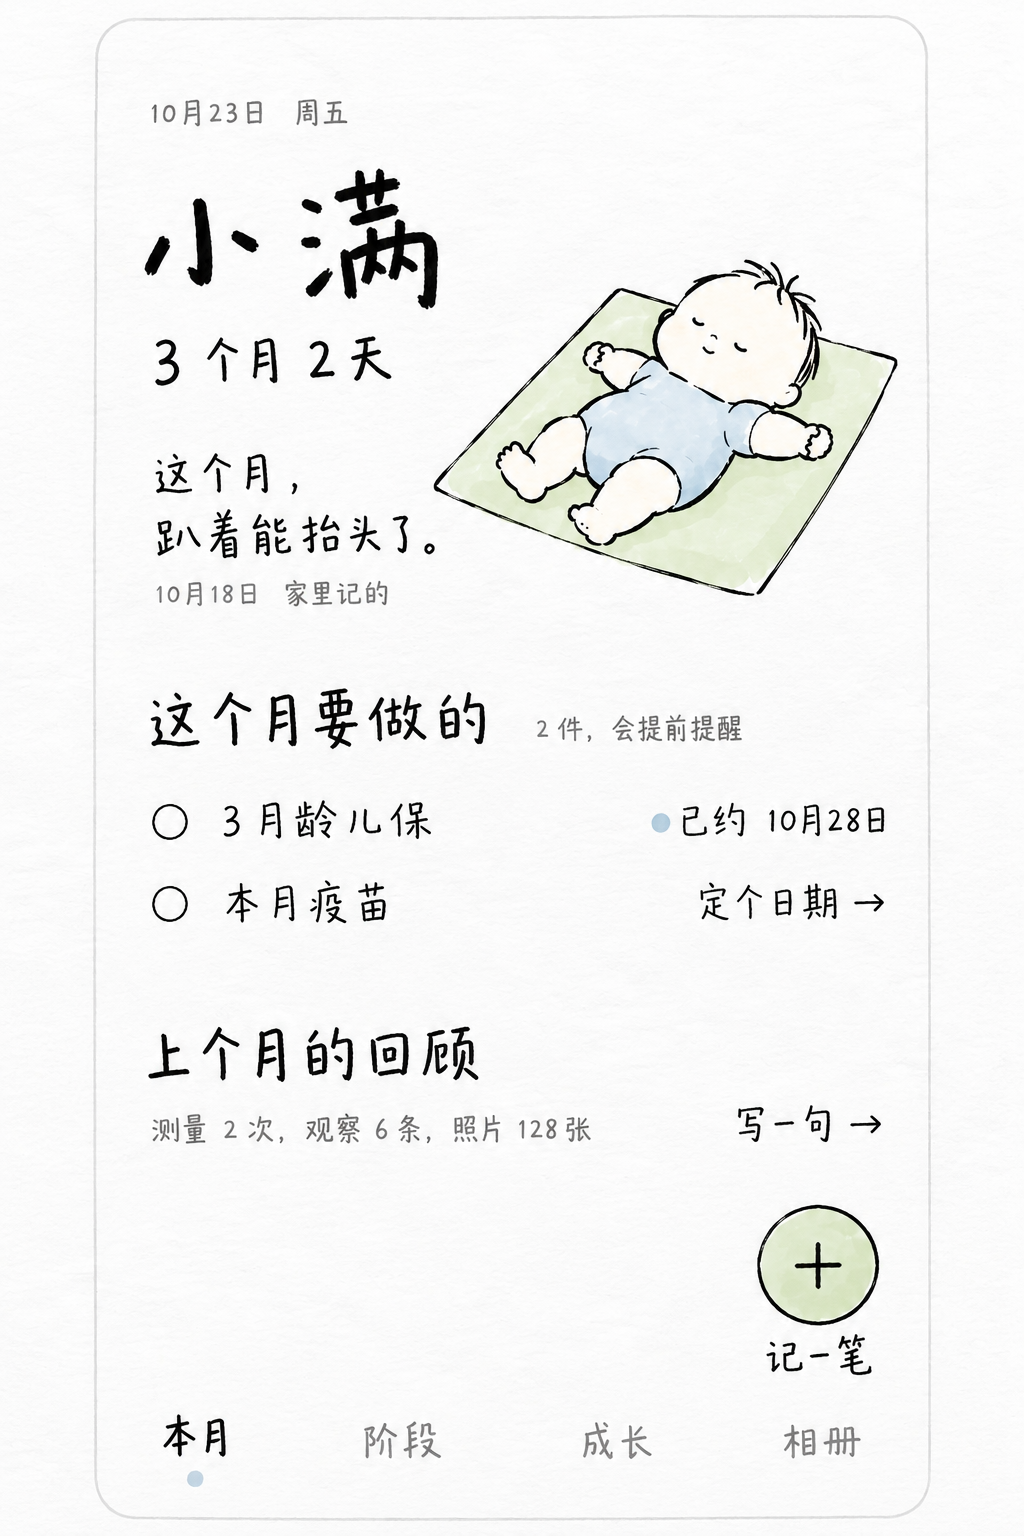 10月23日 周五
小满
3个月2天
这个月，
趴着能抬头了。
10月18日 家里记的
这个月要做的 2件，会提前提醒
3月龄儿保 已约 10月28日
本月疫苗 定个日期 →
上个月的回顾
测量 2次，观察 6条，照片 128张 写一句 →
记一笔
本月 阶段 成长 相册